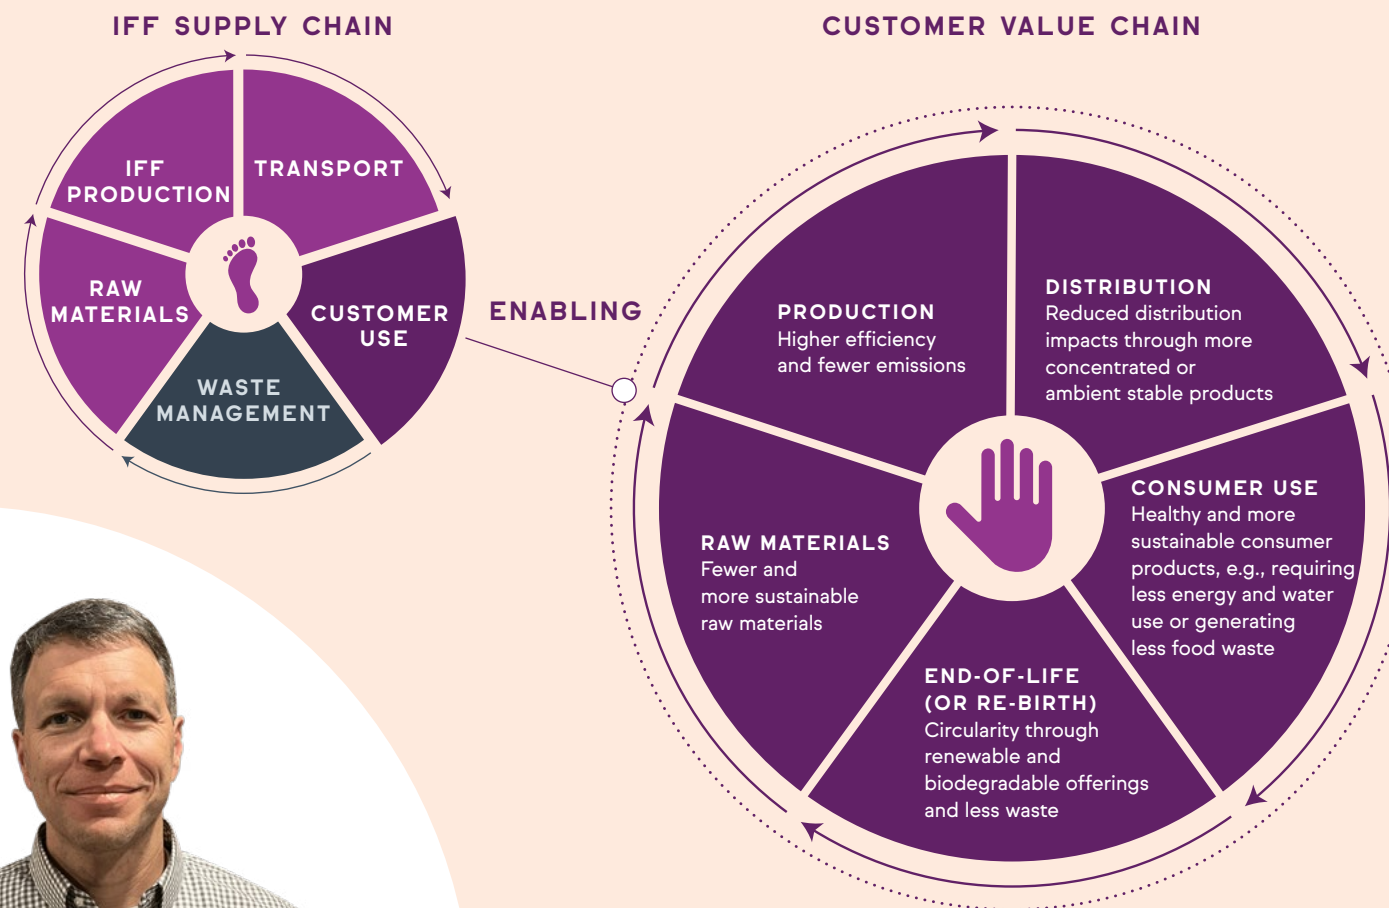 IFF SUPPLY CHAIN
IFF
PRODUCTION
TRANSPORT
RAW
MATERIALS
CUSTOMER
USE
WASTE
MANAGEMENT
ENABLING
CUSTOMER VALUE CHAIN
PRODUCTION
Higher efficiency
and fewer emissions
DISTRIBUTION
Reduced distribution
impacts through more
concentrated or
ambient stable products
CONSUMER USE
Healthy and more
sustainable consumer
products, e.g., requiring
less energy and water
use or generating
less food waste
RAW MATERIALS
Fewer and
more sustainable
raw materials
END-OF-LIFE
(OR RE-BIRTH)
Circularity through
renewable and
biodegradable offerings
and less waste